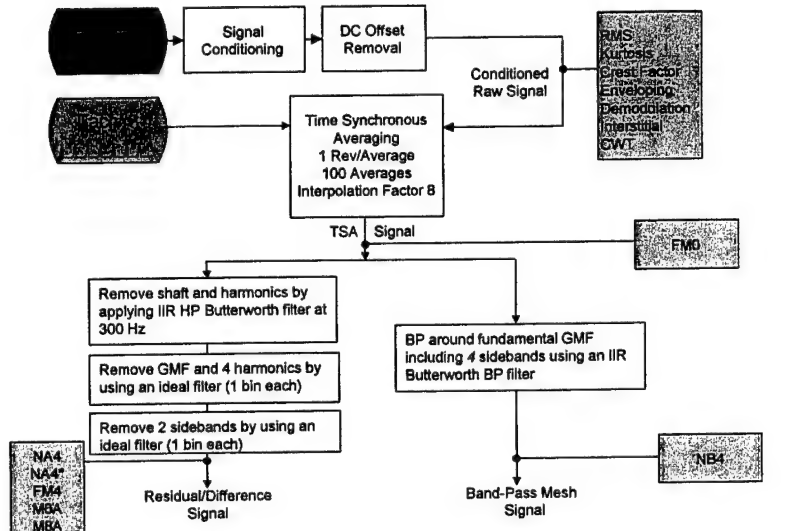 Signal
Conditioning
DC Offset
Removal
Conditioned
Raw Signal
RMS
Kurtosis
Crest Factor
Enveloping
Demodulation
Interstitial
CWT
Time Synchronous
Averaging
1 Rev/Average
100 Averages
Interpolation Factor 8
TSA Signal
FM0
Remove shaft and harmonics by
applying IIR HP Butterworth filter at
300 Hz
Remove GMF and 4 harmonics by
using an ideal filter (1 bin each)
Remove 2 sidebands by using an
ideal filter (1 bin each)
BP around fundamental GMF
including 4 sidebands using an IIR
Butterworth BP filter
NA4
NA4*
FM4
M6A
M8A
Residual/Difference
Signal
Band-Pass Mesh
Signal
NB4